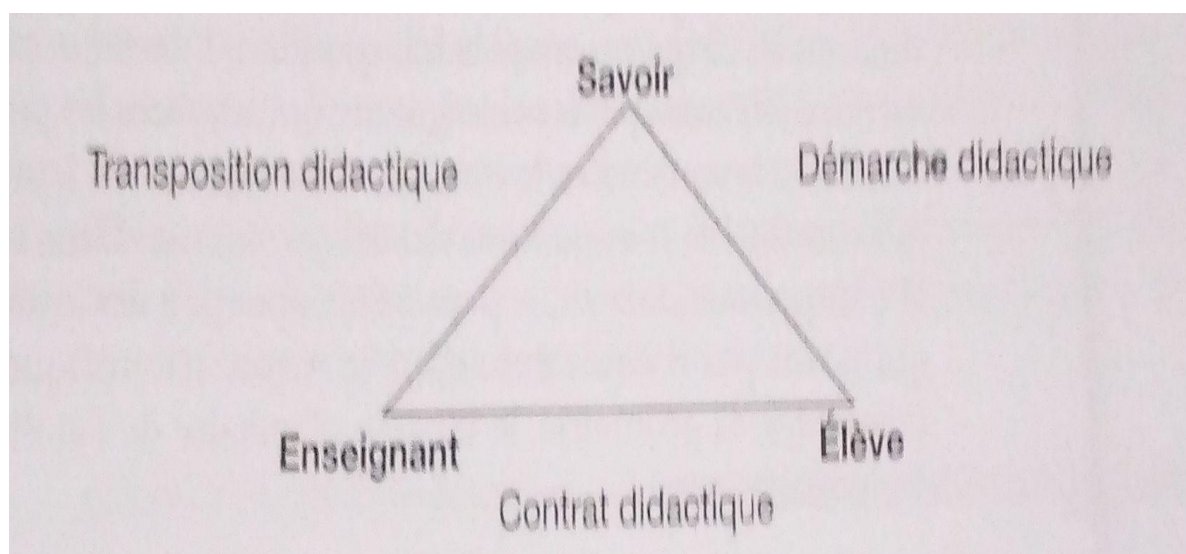 Savoir
Transposition didactique
Démarche didactique
Enseignant
Élève
Contrat didactique